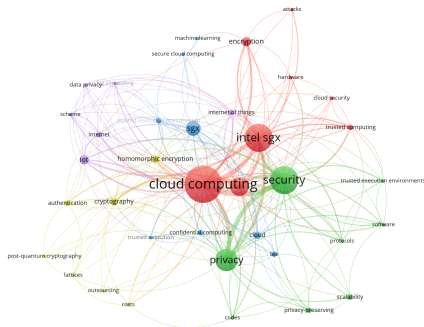 attacks
machine learning
encryption
secure cloud computing
hardware
data privacy
cloud security
scheme
internet of things
sgx
trusted computing
internet
intel sgx
iot
homomorphic encryption
cloud computing
security
trusted execution environments
authentication
cryptography
software
confidential computing
cloud
trusted execution
protocols
post-quantum cryptography
privacy
tee
lattices
outsourcing
scalability
costs
privacy-preserving
codes